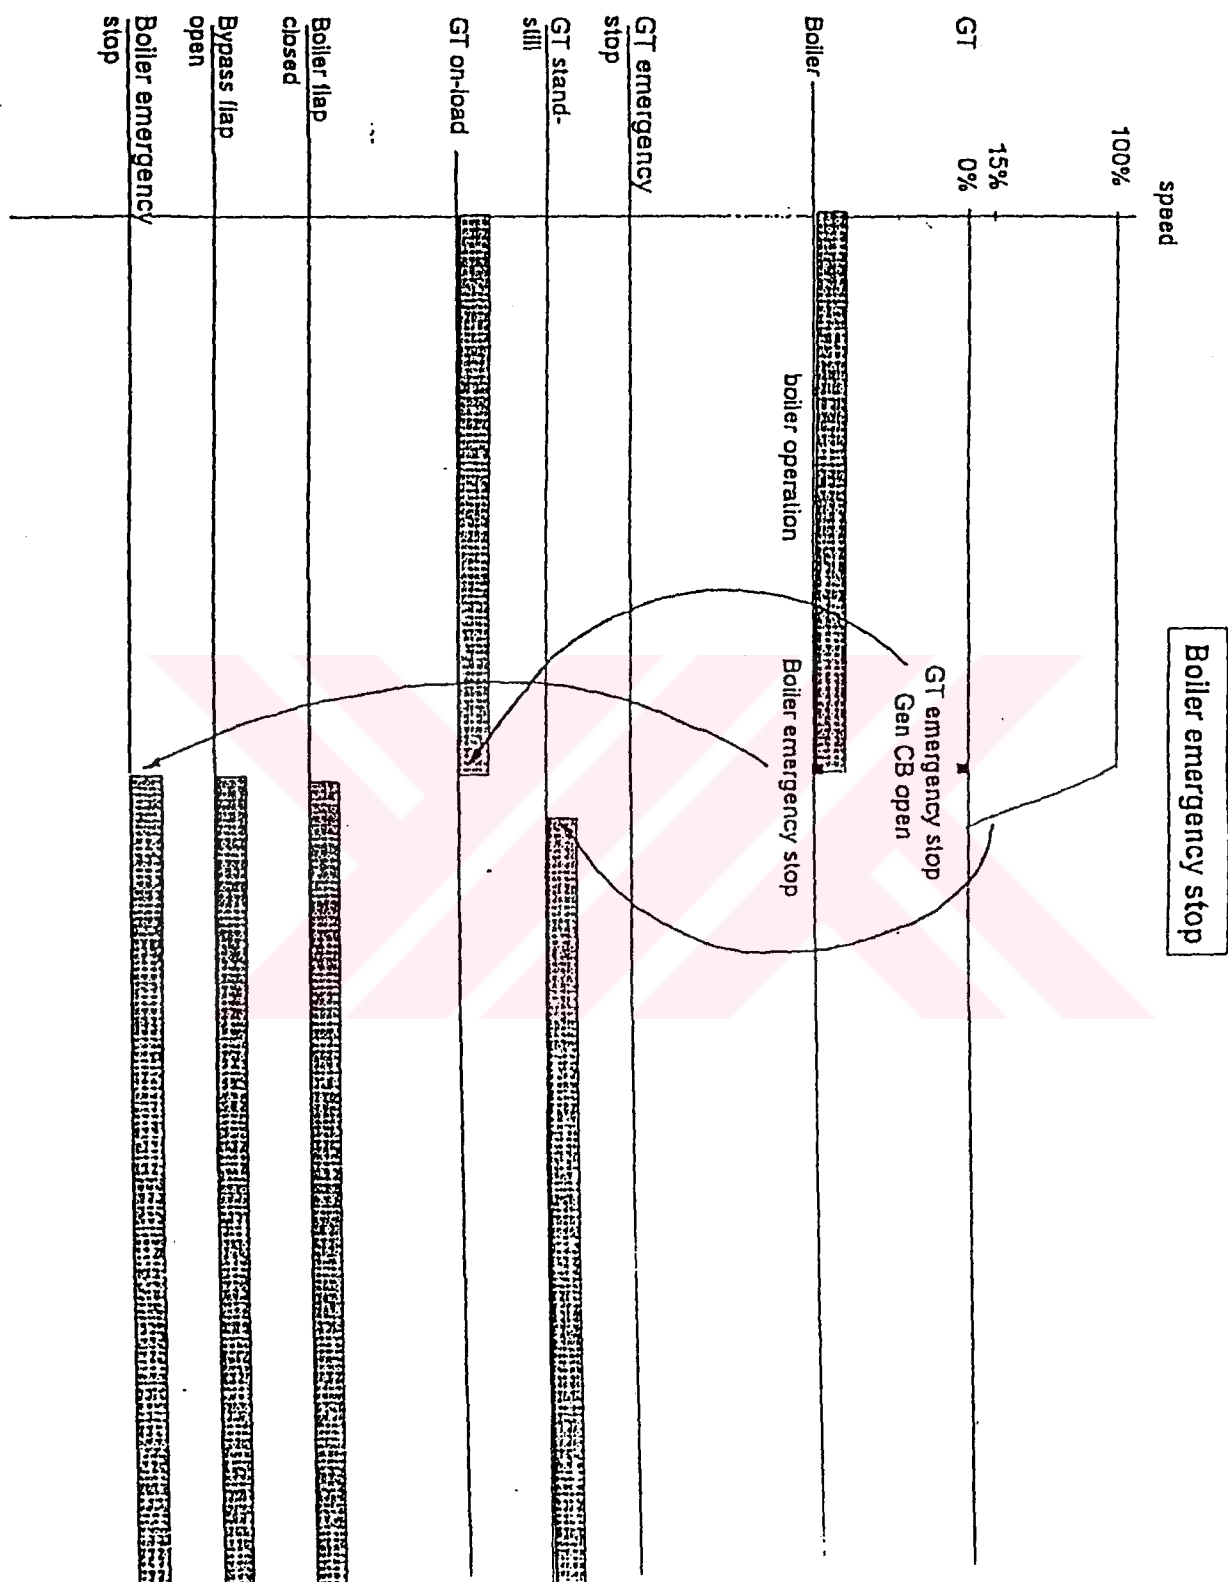 Boiler emergency stop
speed
100%
15%
0%
GT
GT emergency stop
Gen CB open
Boiler
boiler operation
Boiler emergency stop
GT emergency
stop
GT stand-
still
GT on-load
Boiler flap
closed
Bypass flap
open
Boiler emergency
stop